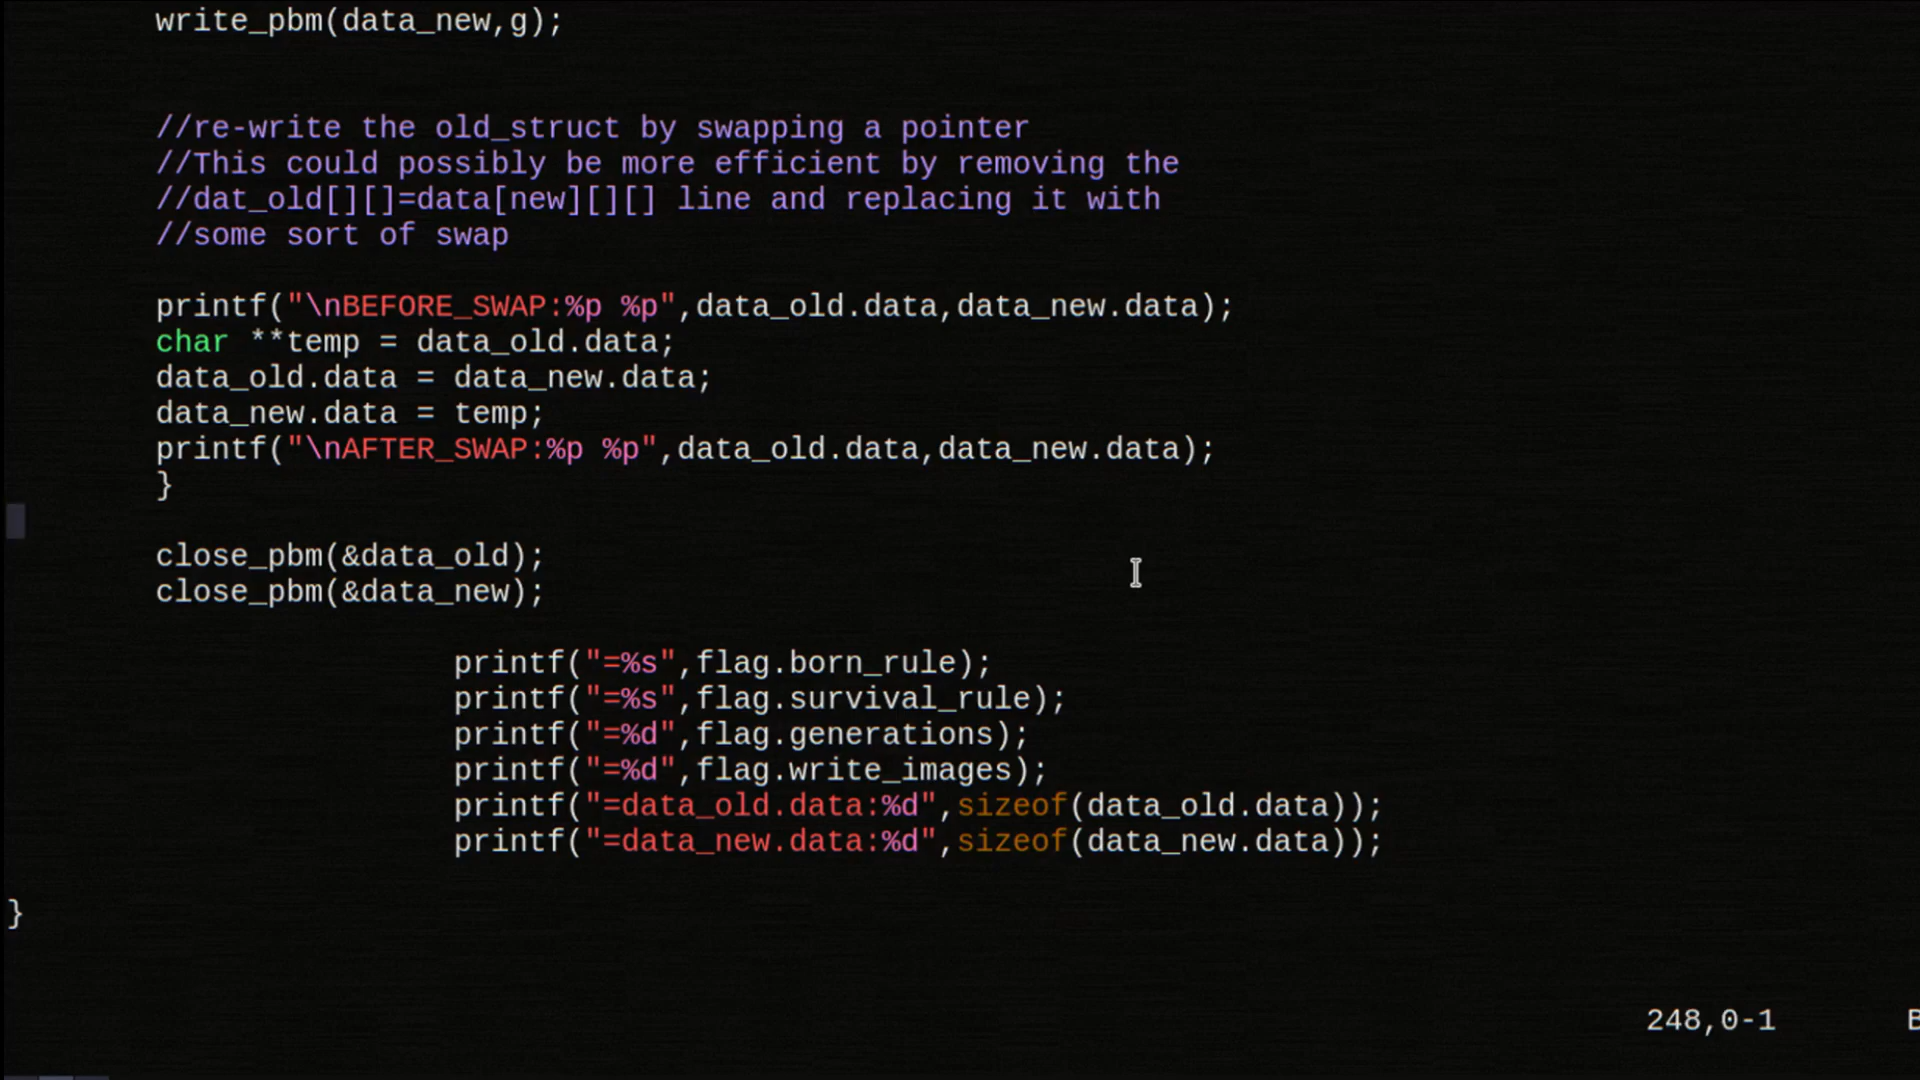 write_pbm(data_new,g);
//re-write the old_struct by swapping a pointer
//This could possibly be more efficient by removing the
//dat_old[][]=data[new][][] line and replacing it with
//some sort of swap
printf("\nBEFORE_SWAP:%p %p",data_old.data,data_new.data);
char **temp = data_old.data;
data_old.data = data_new.data;
data_new.data = temp;
printf("\nAFTER_SWAP:%p %p",data_old.data,data_new.data);
}
close_pbm(&data_old);
close_pbm(&data_new);
printf("=%s",flag.born_rule);
printf("=%s",flag.survival_rule);
printf("=%d",flag.generations);
printf("=%d",flag.write_images);
printf("=data_old.data:%d",sizeof(data_old.data));
printf("=data_new.data:%d",sizeof(data_new.data));
}
248,0-1